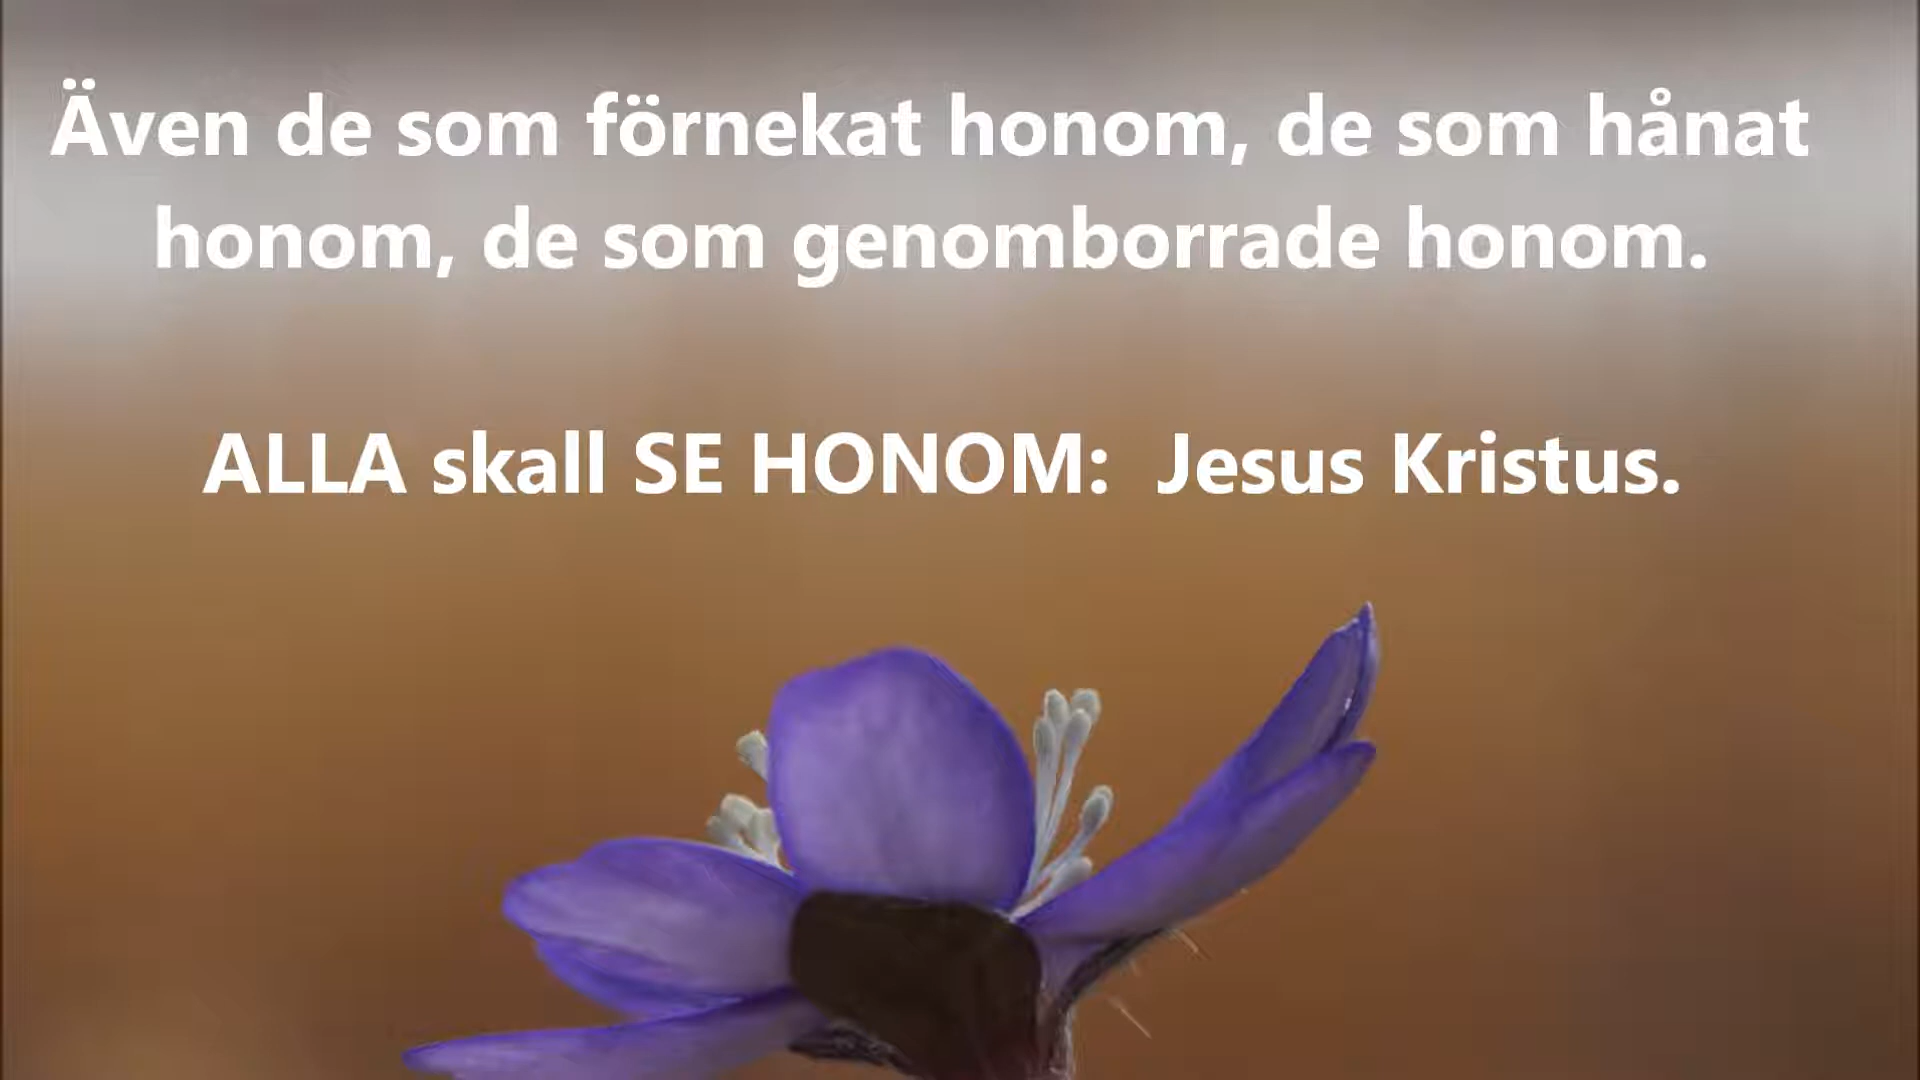 Även de som förnekat honom, de som hånat
honom, de som genomborrade honom.
ALLA skall SE HONOM:  Jesus Kristus.